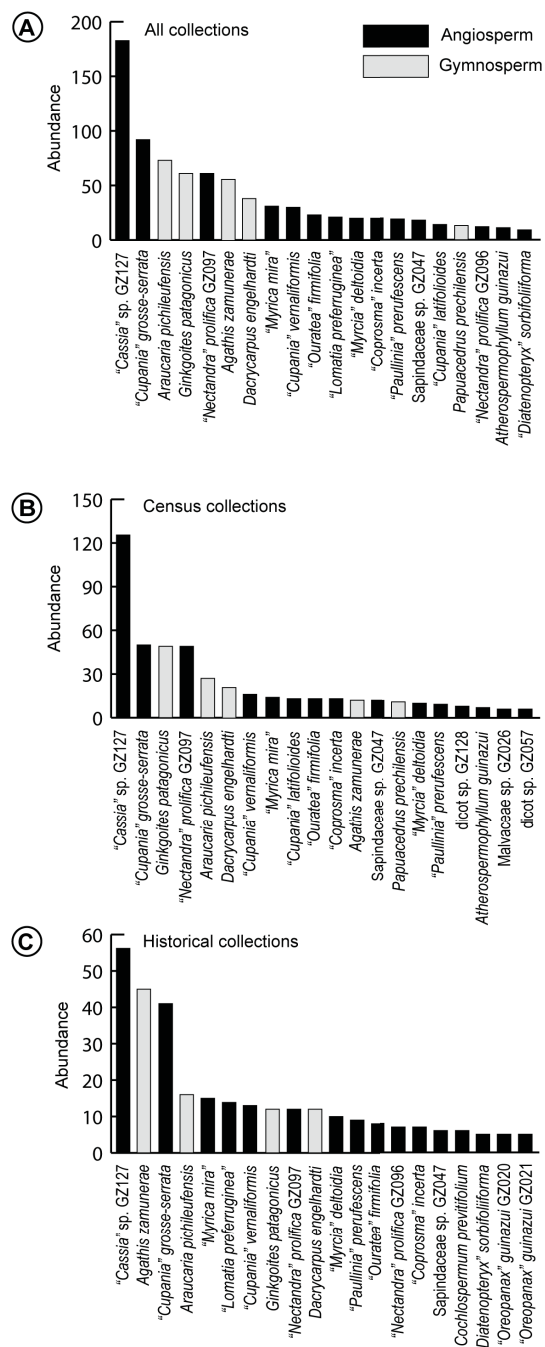 A
All collections
Angiosperm
Gymnosperm
Abundance
200
150
100
50
0
"Cassia" sp. GZ127
"Cupania" grosse-serrata
Araucaria pichileufensis
Ginkgoites patagonicus
"Nectandra" prolifica GZ097
Agathis zamunerae
Dacrycarpus engelhardti
"Myrica mira"
"Cupania" vernaliformis
"Ouratea" firmifolia
"Lomatia preferruginea"
"Myrcia" deltoidia
"Coprosma" incerta
"Paullinia" prerufescens
Sapindaceae sp. GZ047
"Cupania" latifolioides
Papuacedrus prechilensis
"Nectandra" prolifica GZ096
Atherospermophyllum guinazui
"Diatenopteryx" sorbifoliiforma
B
Census collections
Abundance
150
120
90
60
30
0
"Cassia" sp. GZ127
"Cupania" grosse-serrata
Ginkgoites patagonicus
"Nectandra" prolifica GZ097
Araucaria pichileufensis
Dacrycarpus engelhardti
"Cupania" vernaliformis
"Myrica mira"
"Cupania" latifolioides
"Ouratea" firmifolia
"Coprosma" incerta
Agathis zamunerae
Sapindaceae sp. GZ047
Papuacedrus prechilensis
"Myrcia" deltoidia
"Paullinia" prerufescens
dicot sp. GZ128
Atherospermophyllum guinazui
Malvaceae sp. GZ026
dicot sp. GZ057
C
Historical collections
Abundance
60
50
40
30
20
10
0
"Cassia" sp. GZ127
Agathis zamunerae
"Cupania" grosse-serrata
Araucaria pichileufensis
"Myrica mira"
"Lomatia preferruginea"
"Cupania" vernaliformis
Ginkgoites patagonicus
"Nectandra" prolifica GZ097
Dacrycarpus engelhardti
"Myrcia" deltoidia
"Paullinia" prerufescens
"Ouratea" firmifolia
"Nectandra" prolifica GZ096
"Coprosma" incerta
Sapindaceae sp. GZ047
Cochlospermum previtifolium
Diatenopteryx" sorbifoliiforma
"Oreopanax" guinazui GZ020
"Oreopanax" guinazui GZ021